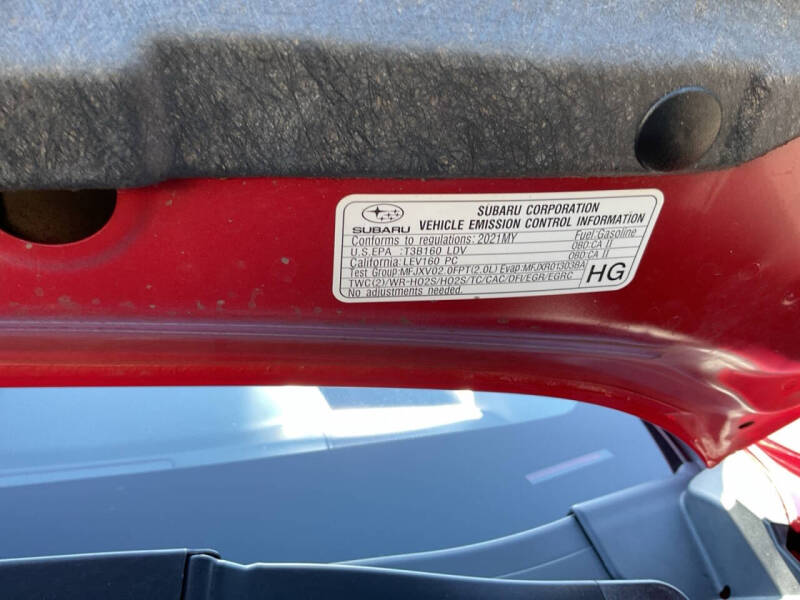 SUBARU
SUBARU CORPORATION
VEHICLE EMISSION CONTROL INFORMATION
Conforms to regulations: 2021MY Fuel: Gasoline
U.S.EPA :T3B160 LDV OBD:CA II
California: LEV160 PC OBD:CA II
Test Group: MFJXV02.0FPT(2.0L) Evap: MFJXR013038A
TWC(2)/WR-HO2S/HO2S/TC/CAC/DFI/EGR/EGRC
No adjustments needed.
HG